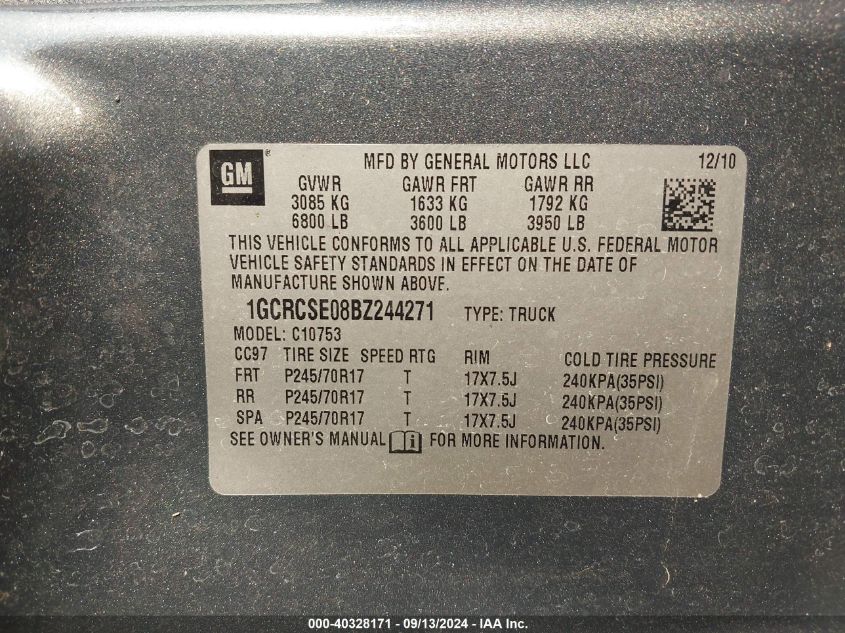 GM
®
MFD BY GENERAL MOTORS LLC 12/10
GVWR GAWR FRT GAWR RR
3085 KG 1633 KG 1792 KG
6800 LB 3600 LB 3950 LB
THIS VEHICLE CONFORMS TO ALL APPLICABLE U.S. FEDERAL MOTOR
VEHICLE SAFETY STANDARDS IN EFFECT ON THE DATE OF
MANUFACTURE SHOWN ABOVE.
1GCRCSE08BZ244271 TYPE: TRUCK
MODEL: C10753
CC97 TIRE SIZE SPEED RTG RIM COLD TIRE PRESSURE
FRT P245/70R17 T 17X7.5J 240KPA(35PSI)
RR P245/70R17 T 17X7.5J 240KPA(35PSI)
SPA P245/70R17 T 17X7.5J 240KPA(35PSI)
SEE OWNER'S MANUAL i FOR MORE INFORMATION.
000-40328171 - 09/13/2024 - IAA Inc.